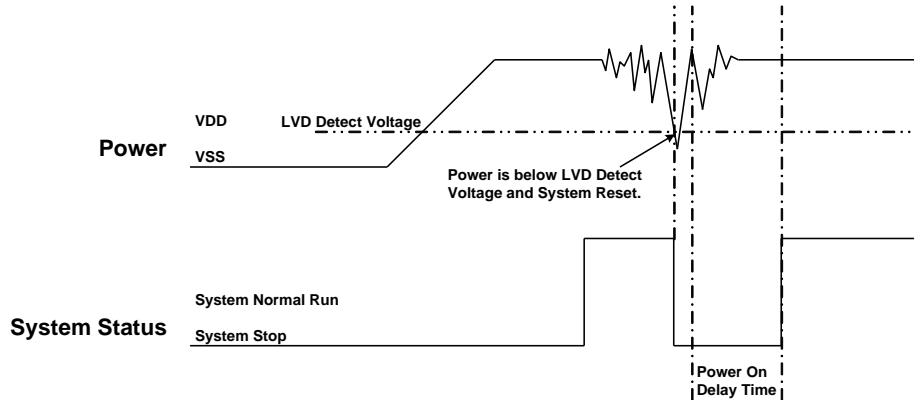 VDD
LVD Detect Voltage
Power
VSS
Power is below LVD Detect
Voltage and System Reset.
System Normal Run
System Status
System Stop
Power On
Delay Time